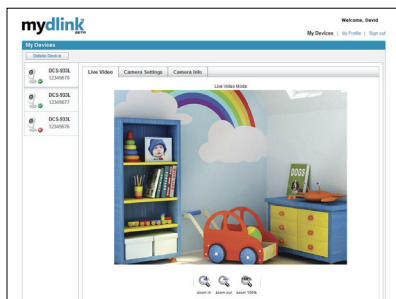 mydlink
BETA
Welcome, David
My Devices | My Profile | Sign out
My Devices
Delete Device
DCS-933L
12345678
DCS-933L
12345677
DCS-933L
12345676
Live Video
Camera Settings
Camera Info
Live Video Mode
DOGS
zoom in
zoom out
zoom 100%